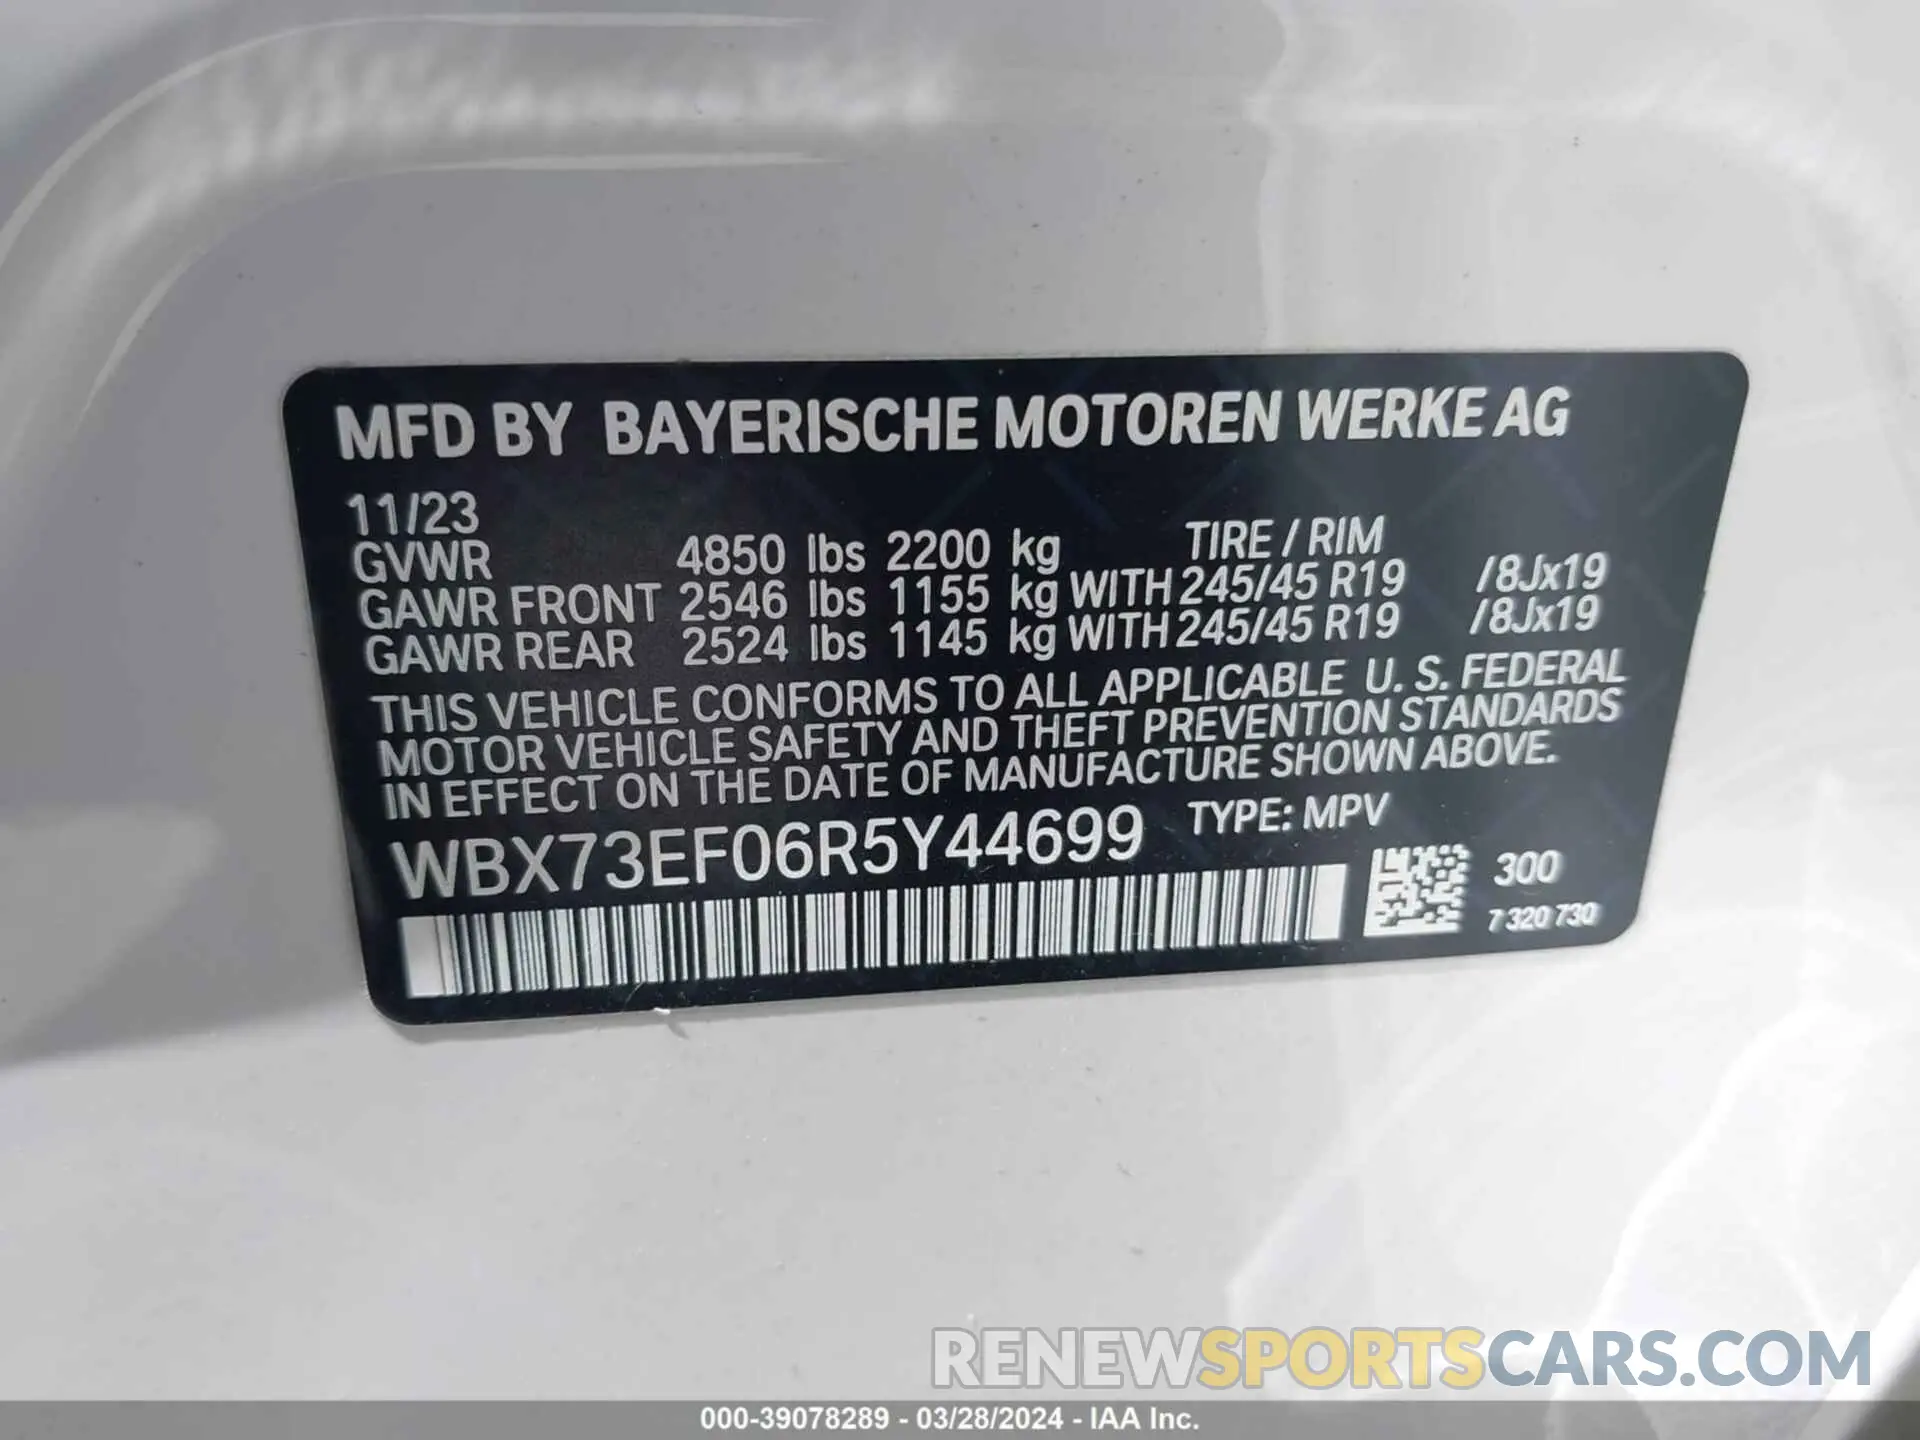 MFD BY BAYERISCHE MOTOREN WERKE AG
11/23
GVWR 4850 lbs 2200 kg TIRE / RIM
GAWR FRONT 2546 lbs 1155 kg WITH 245/45 R19 /8Jx19
GAWR REAR 2524 lbs 1145 kg WITH 245/45 R19 /8Jx19
THIS VEHICLE CONFORMS TO ALL APPLICABLE U. S. FEDERAL
MOTOR VEHICLE SAFETY AND THEFT PREVENTION STANDARDS
IN EFFECT ON THE DATE OF MANUFACTURE SHOWN ABOVE.
WBX73EF06R5Y44699 TYPE: MPV
300
7 320 730
RENEWSPORTSCARS.COM
000-39078289 - 03/28/2024 - IAA Inc.